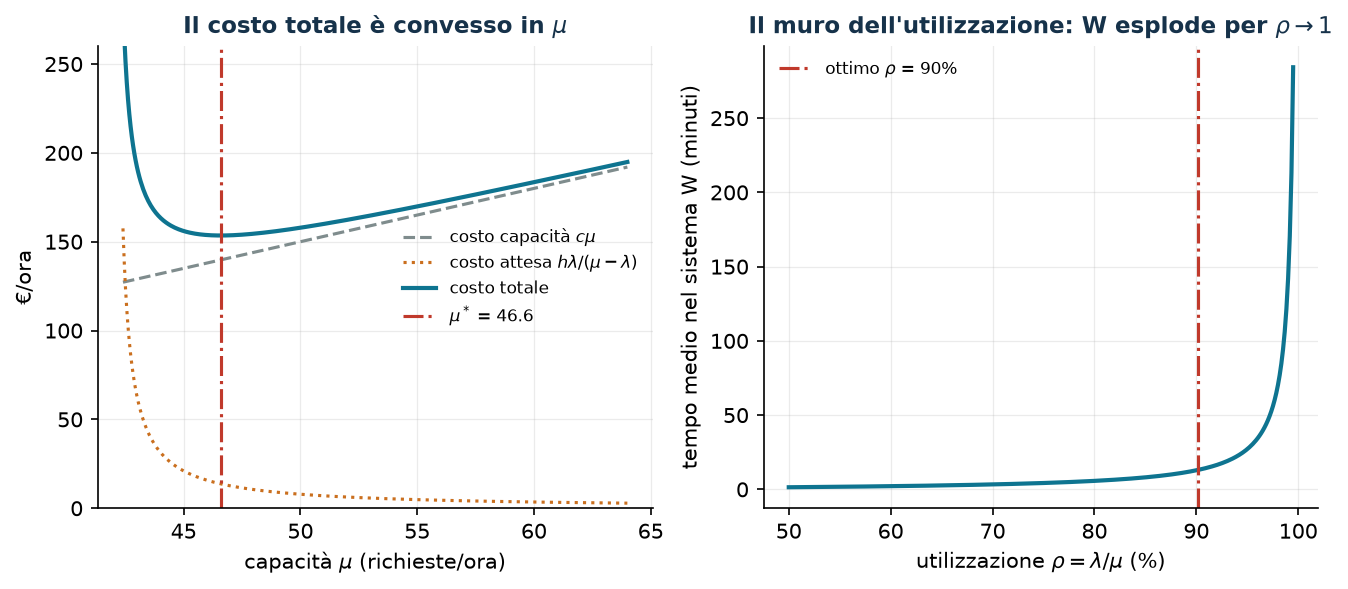 Il costo totale è convesso in μ
250
200
150
100
50
0
€/ora
45
50
55
60
65
capacità μ (richieste/ora)
costo capacità cμ
costo attesa hλ/(μ − λ)
costo totale
μ* = 46.6
Il muro dell'utilizzazione: W esplode per ρ → 1
ottimo ρ = 90%
250
200
150
100
50
0
tempo medio nel sistema W (minuti)
50
60
70
80
90
100
utilizzazione ρ = λ/μ (%)